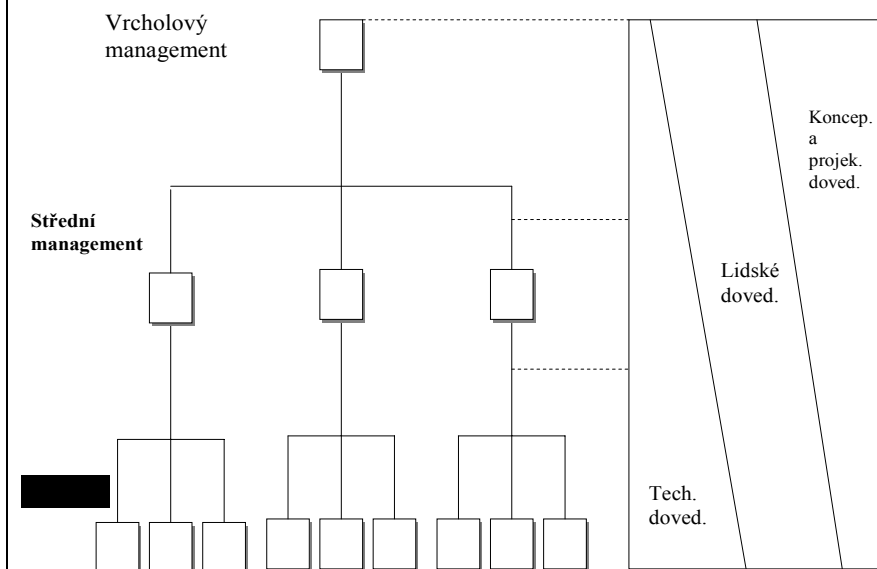 Vrcholový
management
Koncep.
a
projek.
doved.
Střední
management
Lidské
doved.
Tech.
doved.